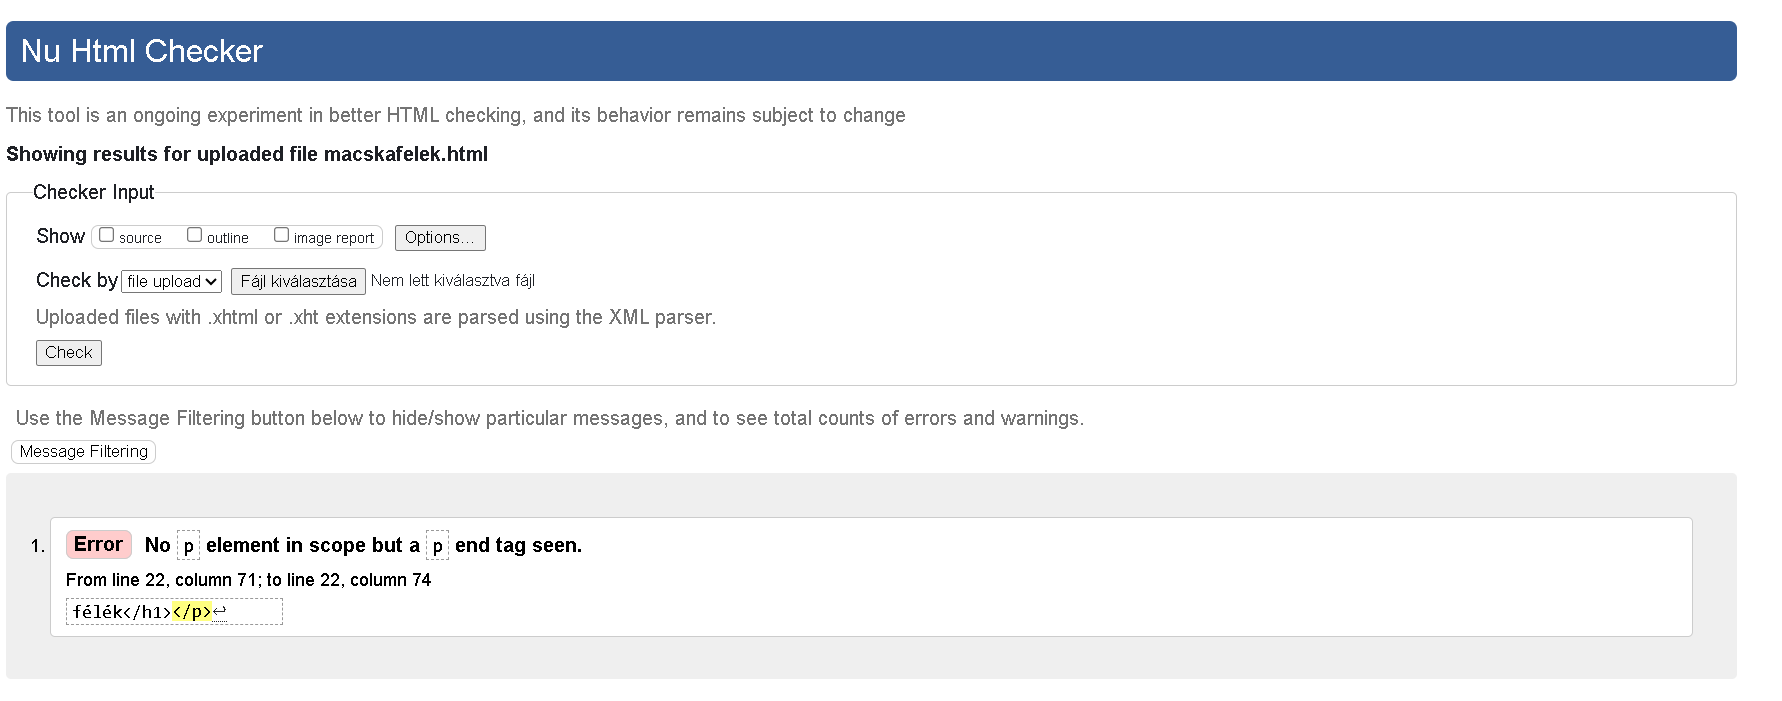 Nu Html Checker
This tool is an ongoing experiment in better HTML checking, and its behavior remains subject to change
Showing results for uploaded file macskafelek.html
Checker Input
Show source outline image report Options...
Check by file upload Fájl kiválasztása Nem lett kiválasztva fájl
Uploaded files with .xhtml or .xht extensions are parsed using the XML parser.
Check
Use the Message Filtering button below to hide/show particular messages, and to see total counts of errors and warnings.
Message Filtering
1. Error No p element in scope but a p end tag seen.
From line 22, column 71; to line 22, column 74
félék</h1></p>↩